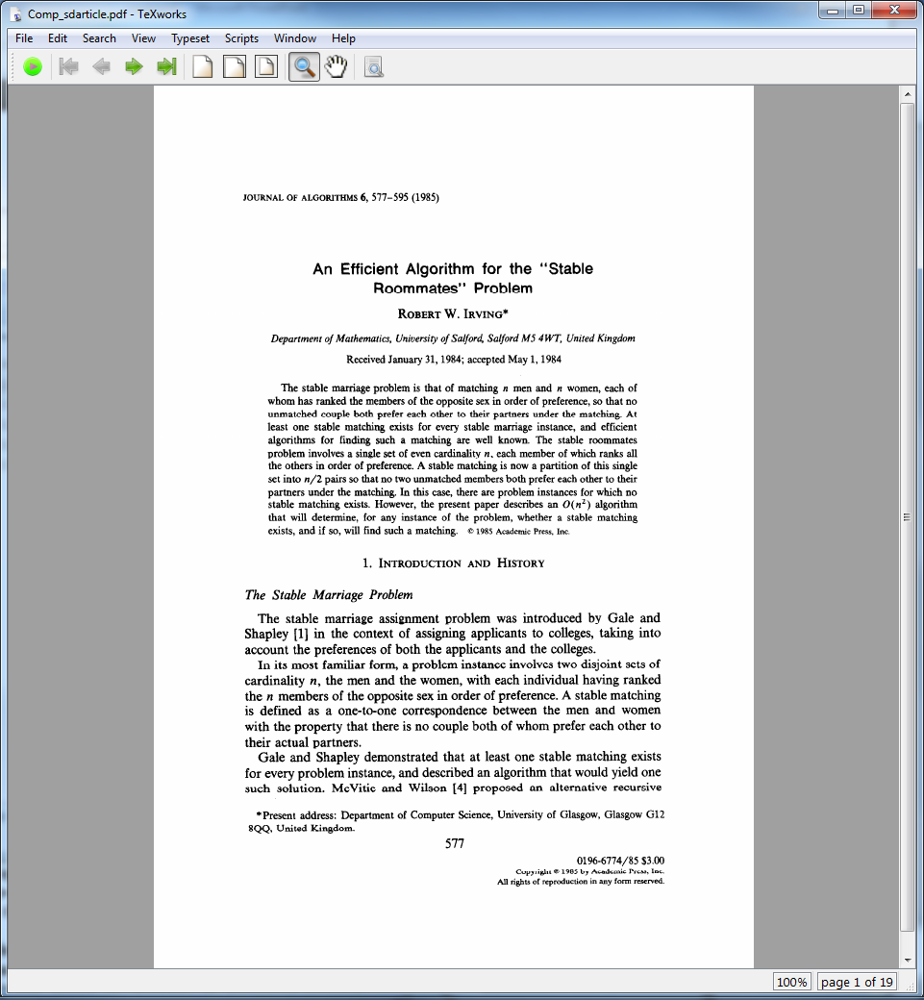 Comp_sdarticle.pdf - TeXworks
File Edit Search View Typeset Scripts Window Help
JOURNAL OF ALGORITHMS 6, 577–595 (1985)
An Efficient Algorithm for the "Stable
Roommates" Problem
ROBERT W. IRVING*
Department of Mathematics, University of Salford, Salford M5 4WT, United Kingdom
Received January 31, 1984; accepted May 1, 1984
The stable marriage problem is that of matching n men and n women, each of
whom has ranked the members of the opposite sex in order of preference, so that no
unmatched couple both prefer each other to their partners under the matching. At
least one stable matching exists for every stable marriage instance, and efficient
algorithms for finding such a matching are well known. The stable roommates
problem involves a single set of even cardinality n, each member of which ranks all
the others in order of preference. A stable matching is now a partition of this single
set into n/2 pairs so that no two unmatched members both prefer each other to their
partners under the matching. In this case, there are problem instances for which no
stable matching exists. However, the present paper describes an O(n²) algorithm
that will determine, for any instance of the problem, whether a stable matching
exists, and if so, will find such a matching. © 1985 Academic Press, Inc.
1. INTRODUCTION AND HISTORY
The Stable Marriage Problem
The stable marriage assignment problem was introduced by Gale and
Shapley [1] in the context of assigning applicants to colleges, taking into
account the preferences of both the applicants and the colleges.
In its most familiar form, a problem instance involves two disjoint sets of
cardinality n, the men and the women, with each individual having ranked
the n members of the opposite sex in order of preference. A stable matching
is defined as a one-to-one correspondence between the men and women
with the property that there is no couple both of whom prefer each other to
their actual partners.
Gale and Shapley demonstrated that at least one stable matching exists
for every problem instance, and described an algorithm that would yield one
such solution. McVitie and Wilson [4] proposed an alternative recursive
*Present address: Department of Computer Science, University of Glasgow, Glasgow G12
8QQ, United Kingdom.
577
0196-6774/85 $3.00
Copyright © 1985 by Academic Press, Inc.
All rights of reproduction in any form reserved.
100% page 1 of 19